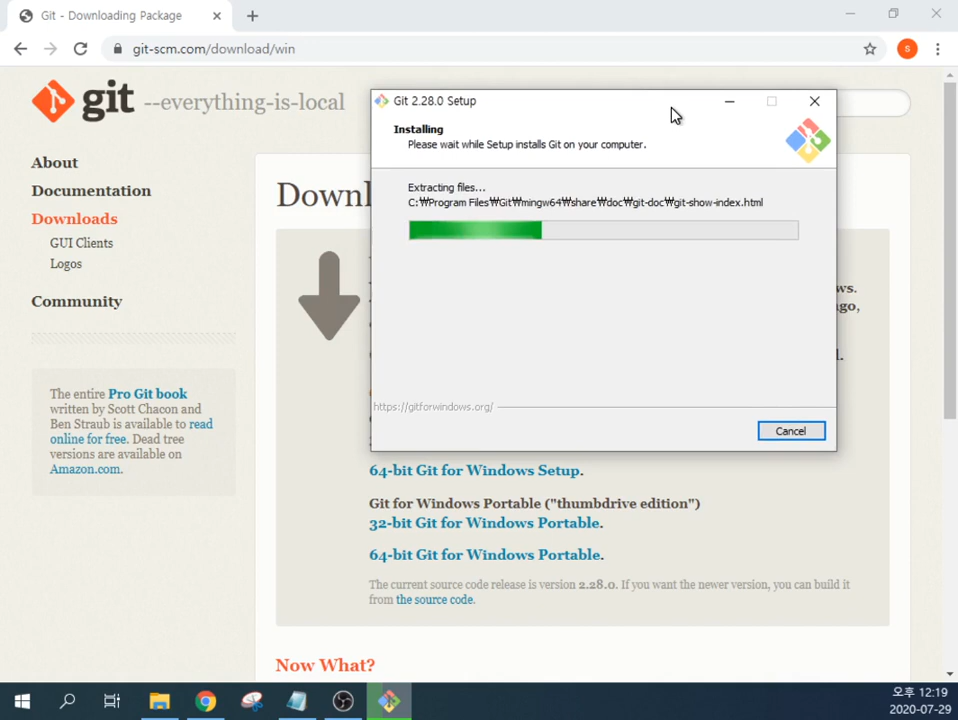 Git - Downloading Package
git-scm.com/download/win
S
git --everything-is-local
About
Documentation
Downloads
GUI Clients
Logos
Community
The entire Pro Git book
written by Scott Chacon and
Ben Straub is available to read
online for free. Dead tree
versions are available on
Amazon.com.
Git 2.28.0 Setup
Installing
Please wait while Setup installs Git on your computer.
Extracting files...
C:₩Program Files₩Git₩mingw64₩share₩doc₩git-doc₩git-show-index.html
https://gitforwindows.org/
Cancel
64-bit Git for Windows Setup.
Git for Windows Portable ("thumbdrive edition")
32-bit Git for Windows Portable.
64-bit Git for Windows Portable.
The current source code release is version 2.28.0. If you want the newer version, you can build it
from the source code.
Now What?
오후 12:19
2020-07-29